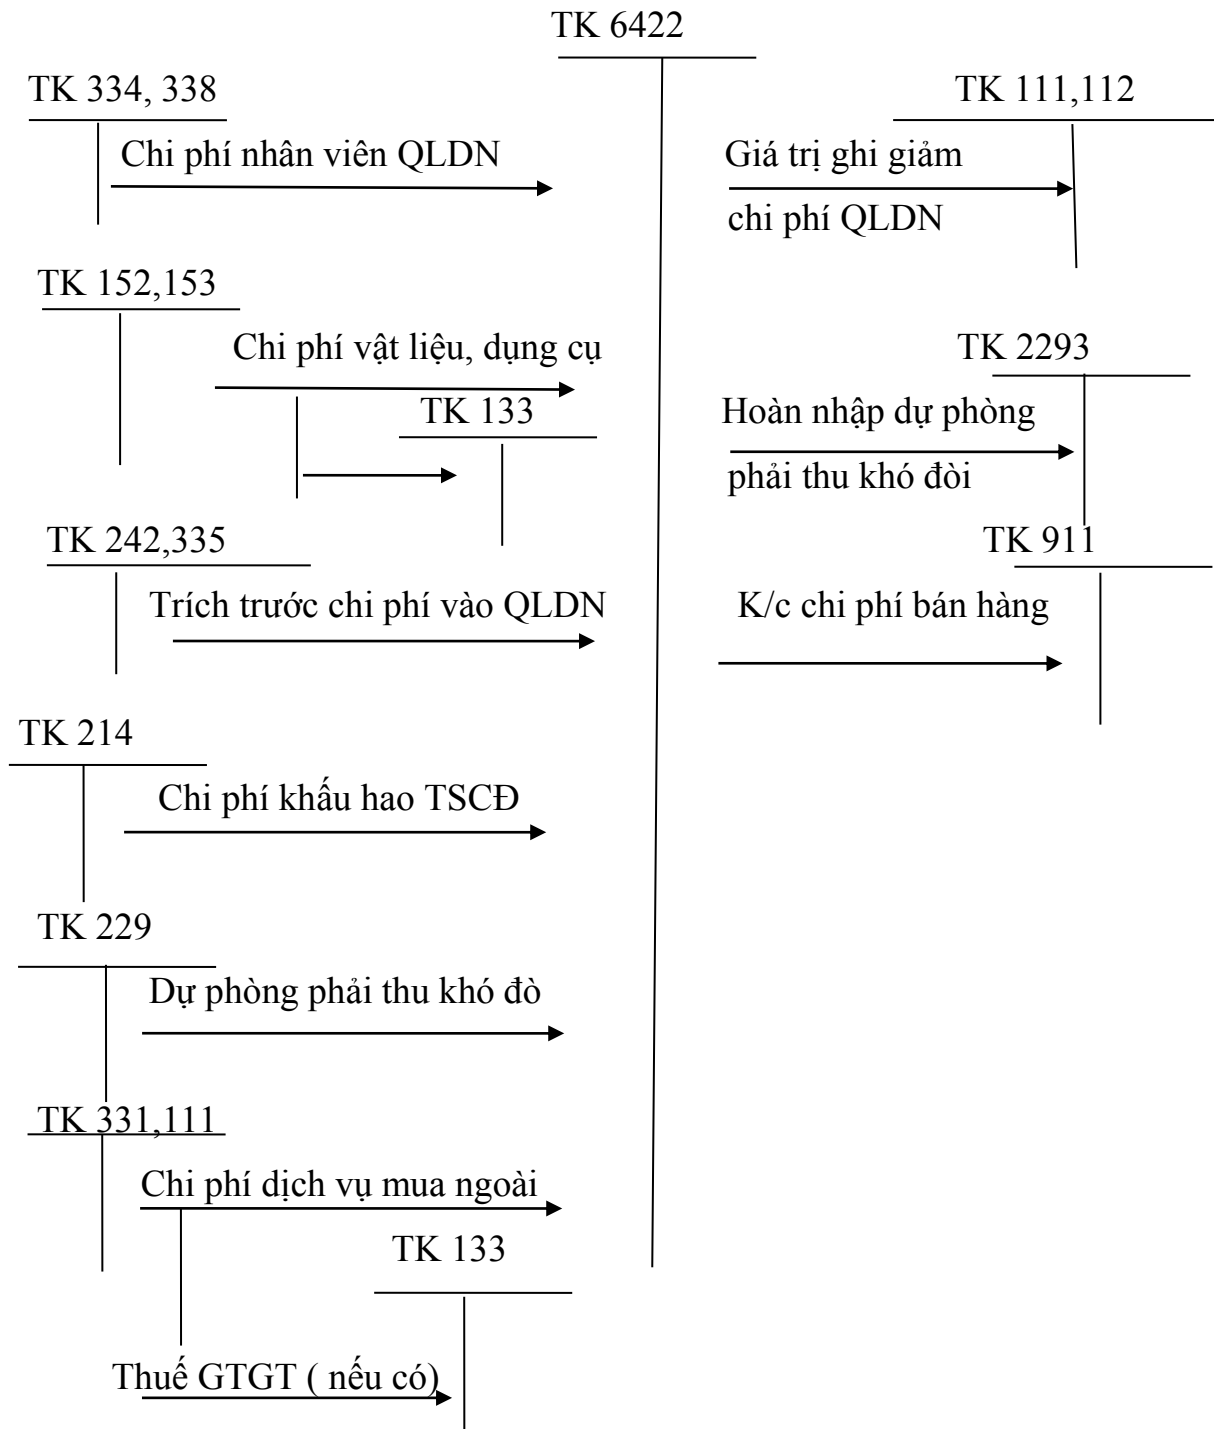 TK 6422
TK 334, 338
TK 111,112
Chi phí nhân viên QLDN
Giá trị ghi giảm
chi phí QLDN
TK 152,153
Chi phí vật liệu, dụng cụ
TK 2293
TK 133
Hoàn nhập dự phòng
phải thu khó đòi
TK 242,335
TK 911
Trích trước chi phí vào QLDN
K/c chi phí bán hàng
TK 214
Chi phí khấu hao TSCĐ
TK 229
Dự phòng phải thu khó đò
TK 331,111
Chi phí dịch vụ mua ngoài
TK 133
Thuế GTGT ( nếu có)